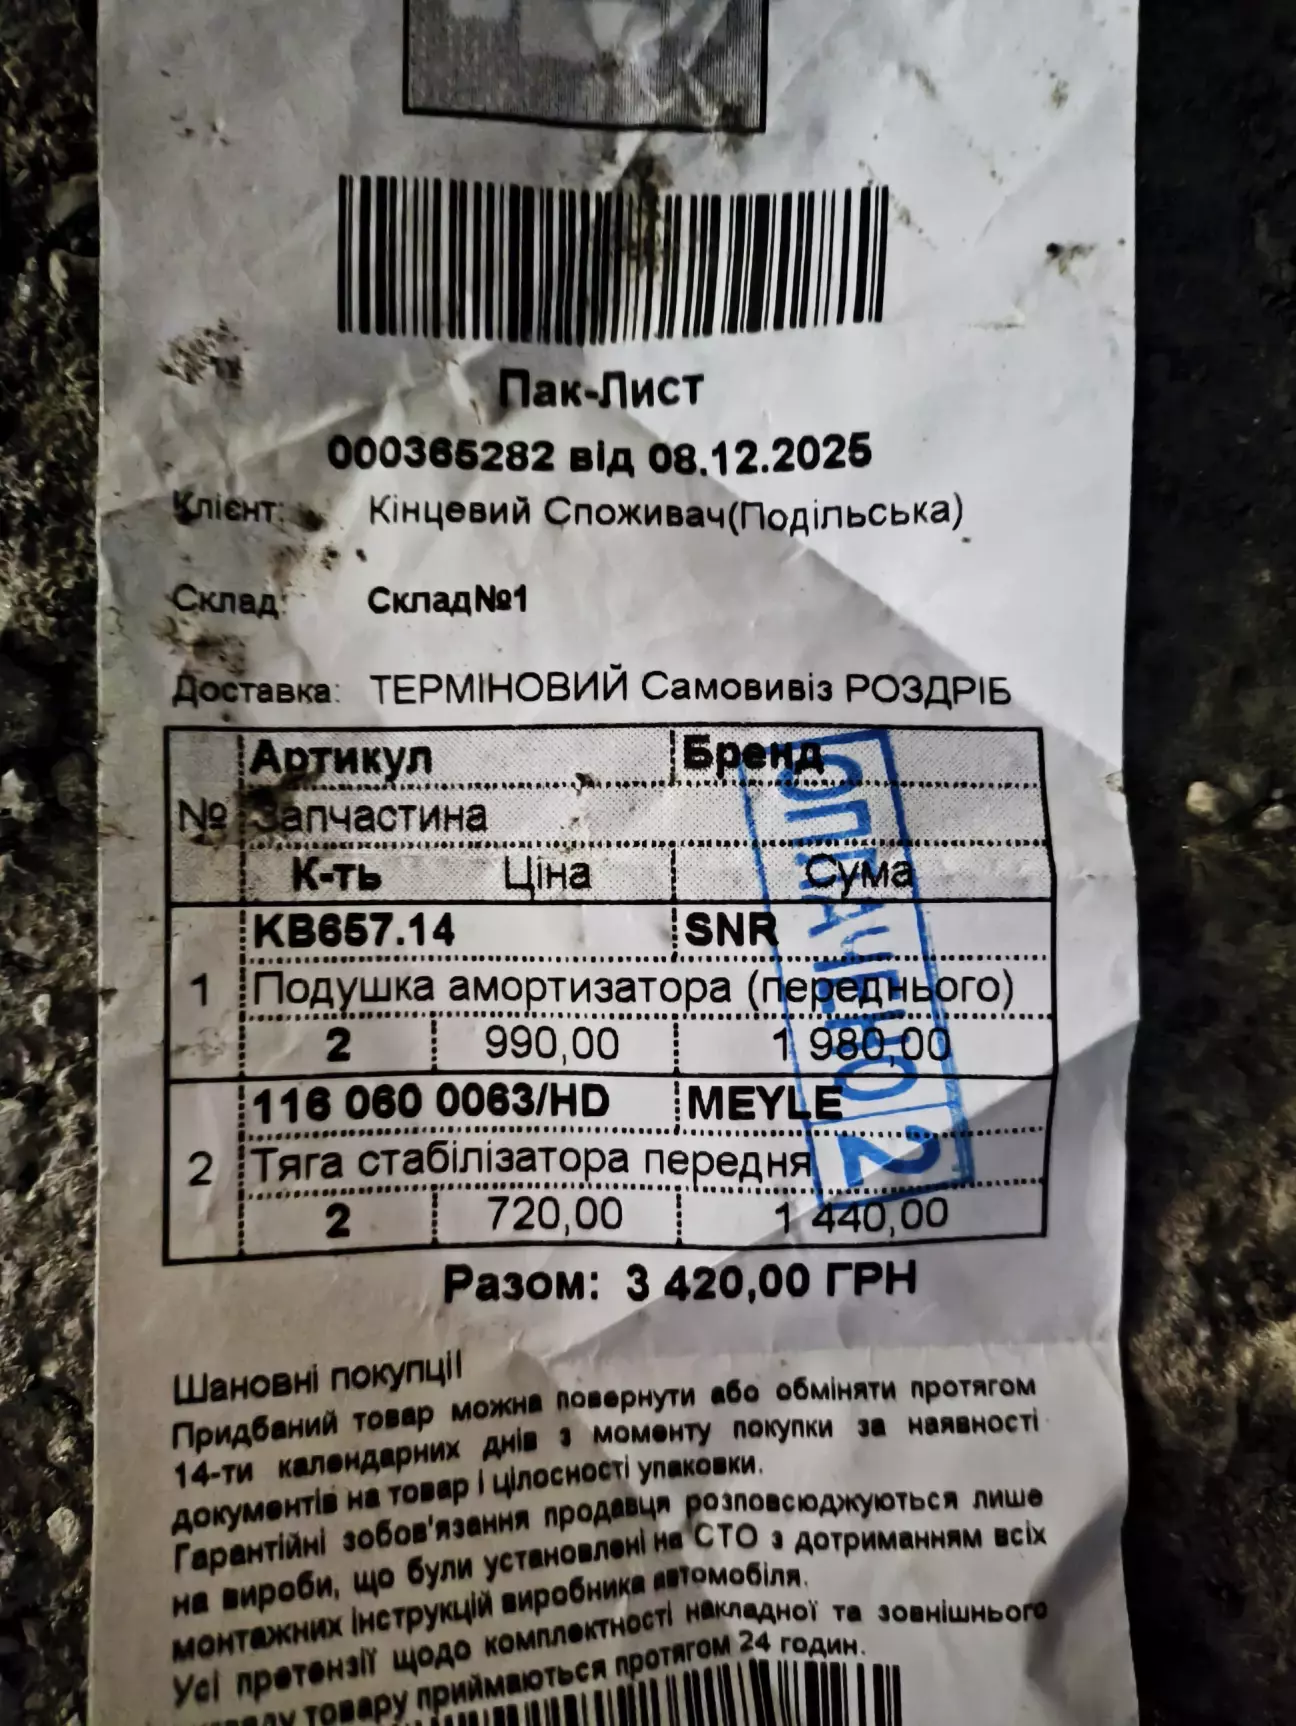 Пак-Лист
000365282 від 08.12.2025
Клієнт: Кінцевий Споживач(Подільська)
Склад: Склад№1
Доставка: ТЕРМІНОВИЙ Самовивіз РОЗДРІБ
Артикул Бренд
№ Запчастина
К-ть Ціна Сума
KB657.14 SNR
1 Подушка амортизатора (переднього)
2 990,00 1 980,00
116 060 0063/HD MEYLE
2 Тяга стабілізатора передня
2 720,00 1 440,00
ОПЛАЧЕНО 2
Разом: 3 420,00 ГРН
Шановні покупці!
Придбаний товар можна повернути або обміняти протягом
14-ти календарних днів з моменту покупки за наявності
документів на товар і цілосності упаковки.
Гарантійні зобов'язання продавця розповсюджуються лише
на вироби, що були установлені на СТО з дотриманням всіх
монтажних інструкцій виробника автомобіля.
Усі претензії щодо комплектності накладної та зовнішнього
товару приймаються протягом 24 годин.